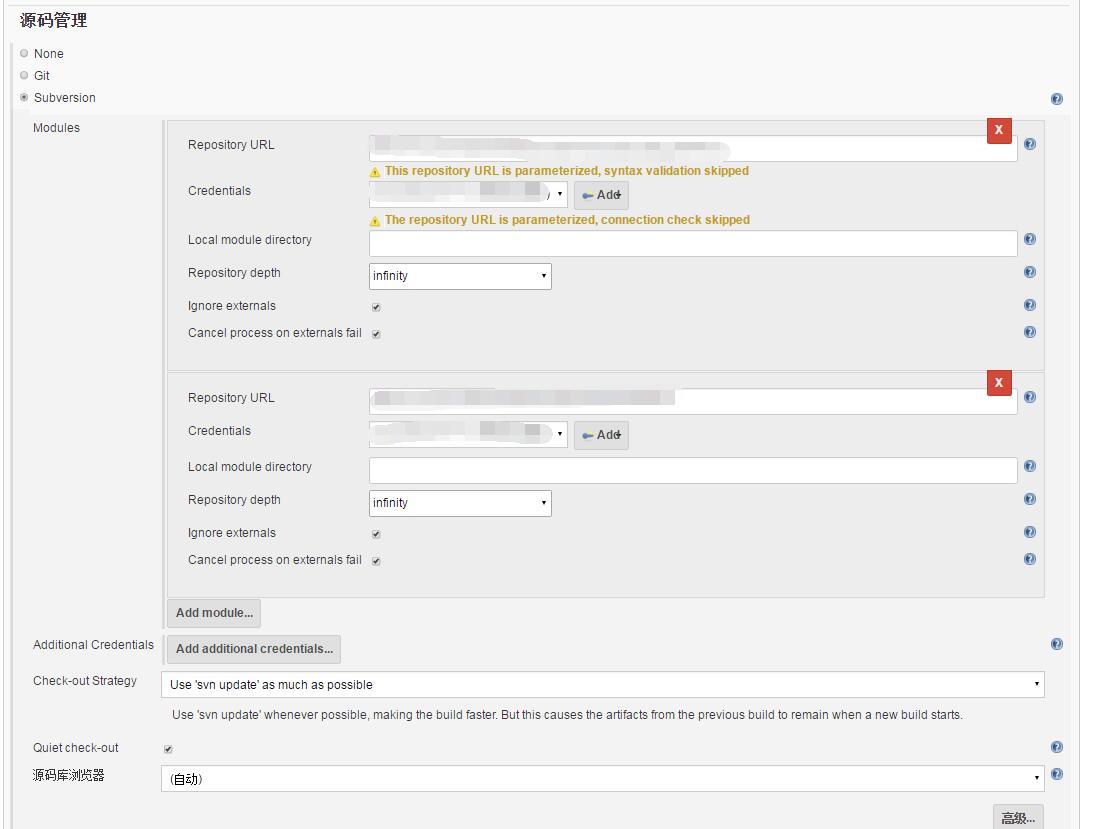 源码管理
None
Git
Subversion
Modules
X
Repository URL
This repository URL is parameterized, syntax validation skipped
Credentials
Add
The repository URL is parameterized, connection check skipped
Local module directory
Repository depth
infinity
Ignore externals
Cancel process on externals fail
X
Repository URL
Credentials
Add
Local module directory
Repository depth
infinity
Ignore externals
Cancel process on externals fail
Add module...
Additional Credentials
Add additional credentials...
Check-out Strategy
Use 'svn update' as much as possible
Use 'svn update' whenever possible, making the build faster. But this causes the artifacts from the previous build to remain when a new build starts.
Quiet check-out
源码库浏览器
(自动)
高级...